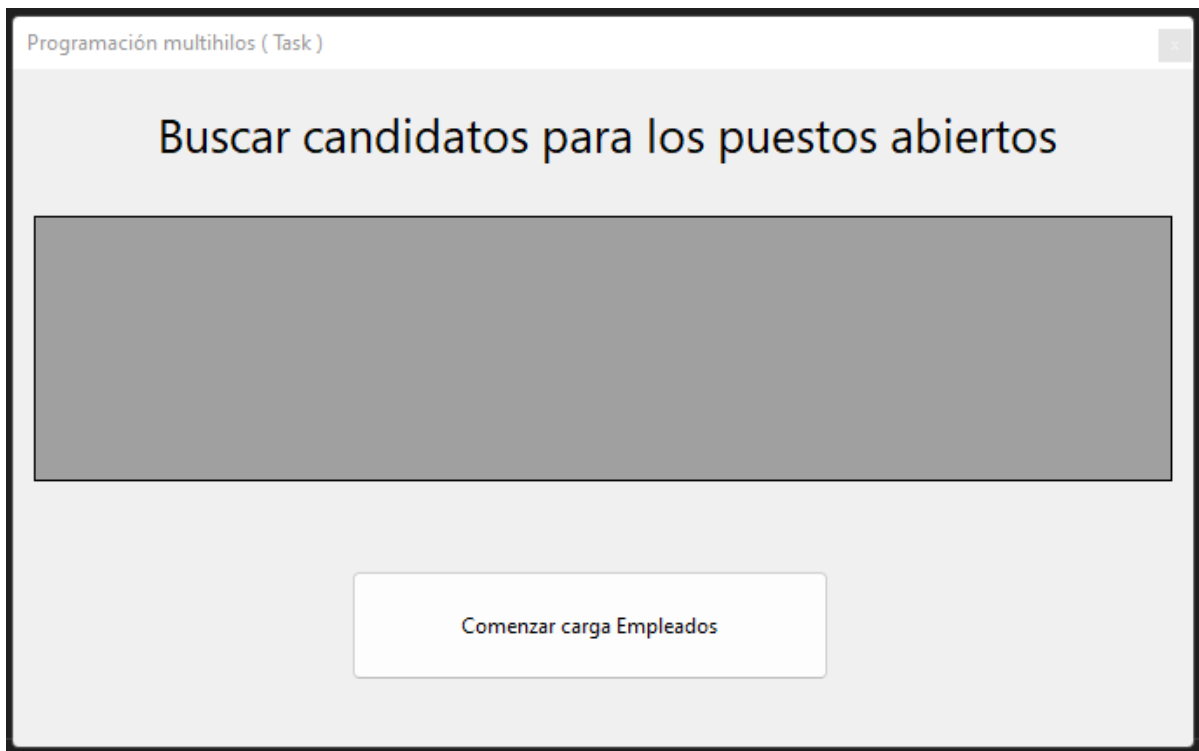 Programación multihilos ( Task )
x
Buscar candidatos para los puestos abiertos
Comenzar carga Empleados